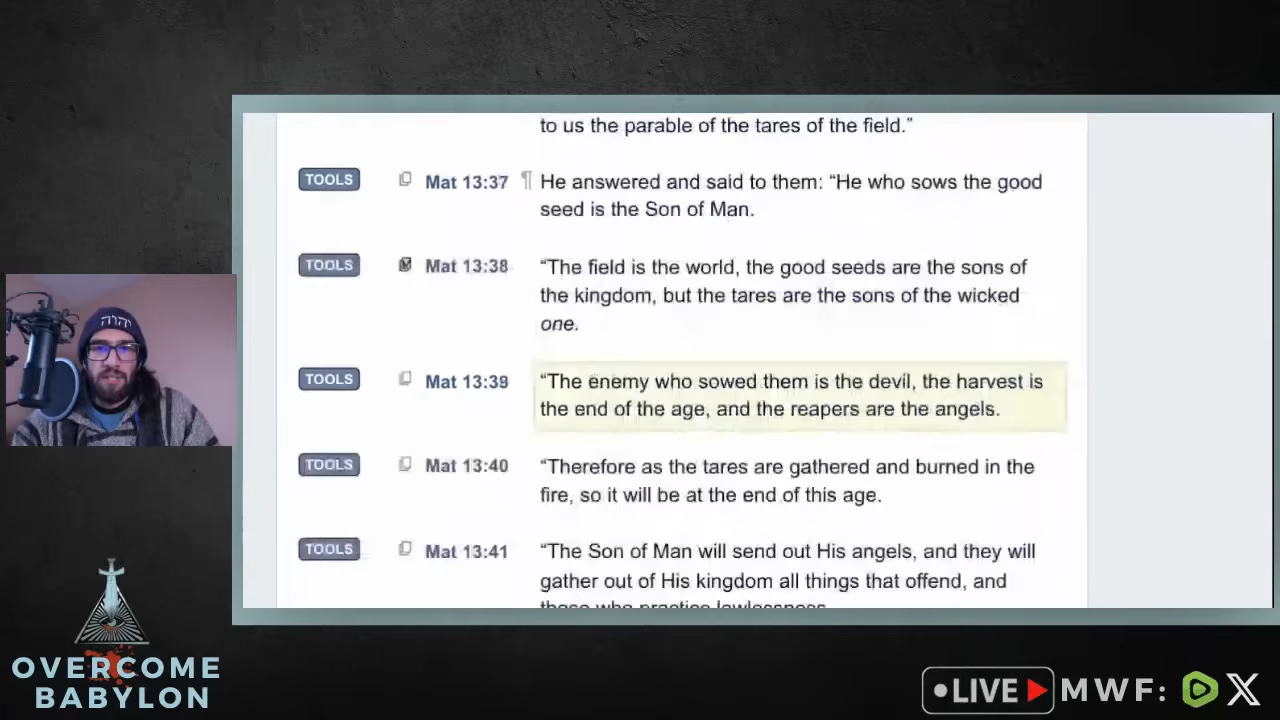 to us the parable of the tares of the field.”
TOOLS Mat 13:37 ¶ He answered and said to them: “He who sows the good
seed is the Son of Man.
TOOLS Mat 13:38 “The field is the world, the good seeds are the sons of
the kingdom, but the tares are the sons of the wicked
one.
TOOLS Mat 13:39 “The enemy who sowed them is the devil, the harvest is
the end of the age, and the reapers are the angels.
TOOLS Mat 13:40 “Therefore as the tares are gathered and burned in the
fire, so it will be at the end of this age.
TOOLS Mat 13:41 “The Son of Man will send out His angels, and they will
gather out of His kingdom all things that offend, and
those who practice lawlessness
יהוה
OVERCOME
BABYLON
LIVE MWF: X